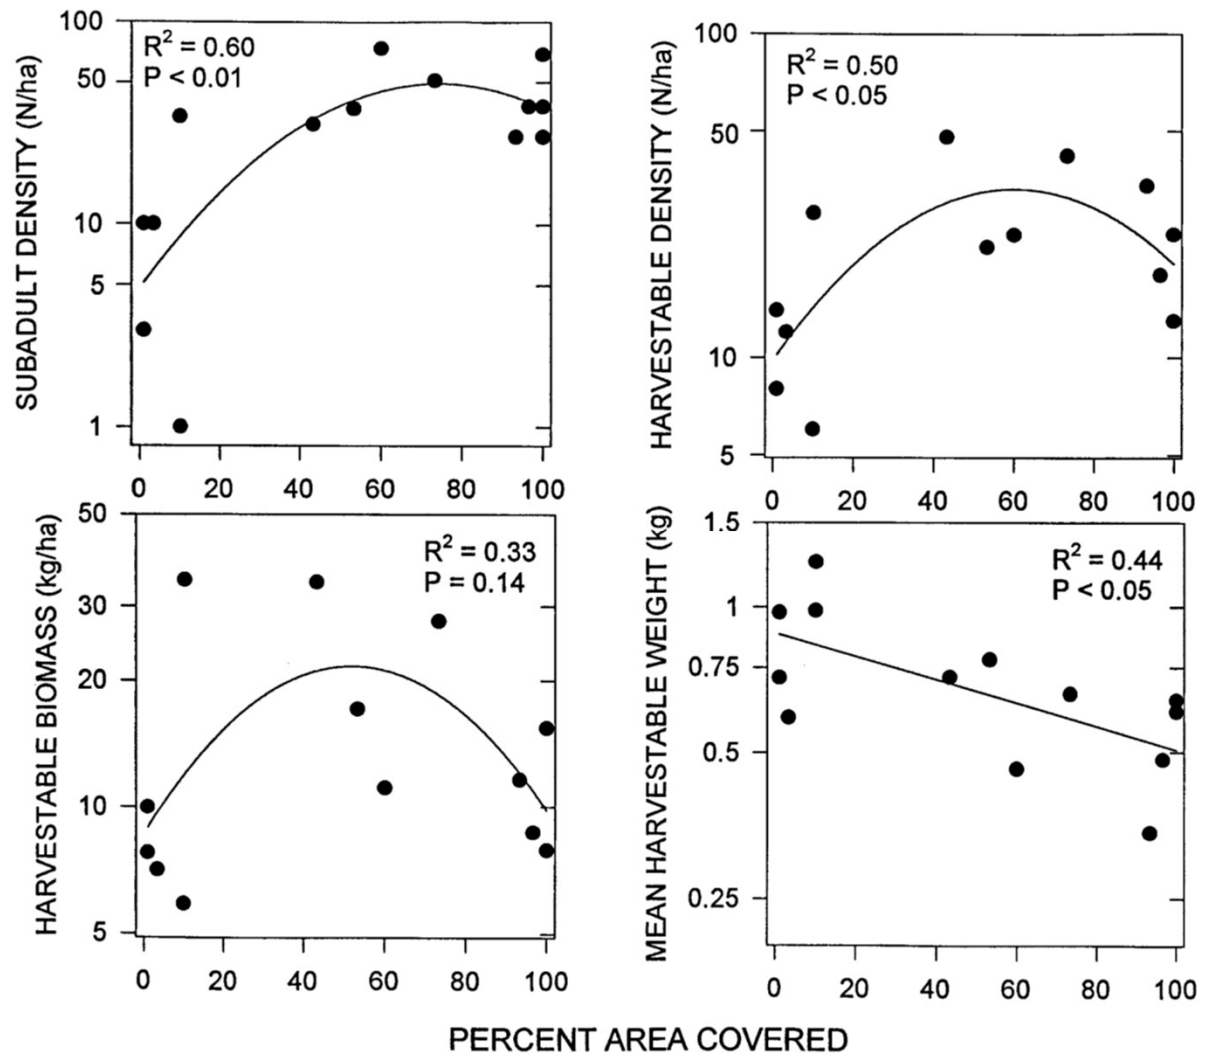 SUBADULT DENSITY (N/ha)
100
50
10
5
1
R² = 0.60
P < 0.01
0 20 40 60 80 100
HARVESTABLE DENSITY (N/ha)
100
50
10
5
R² = 0.50
P < 0.05
0 20 40 60 80 100
HARVESTABLE BIOMASS (kg/ha)
50
30
20
10
5
R² = 0.33
P = 0.14
0 20 40 60 80 100
MEAN HARVESTABLE WEIGHT (kg)
1.5
1
0.75
0.5
0.25
R² = 0.44
P < 0.05
0 20 40 60 80 100
PERCENT AREA COVERED